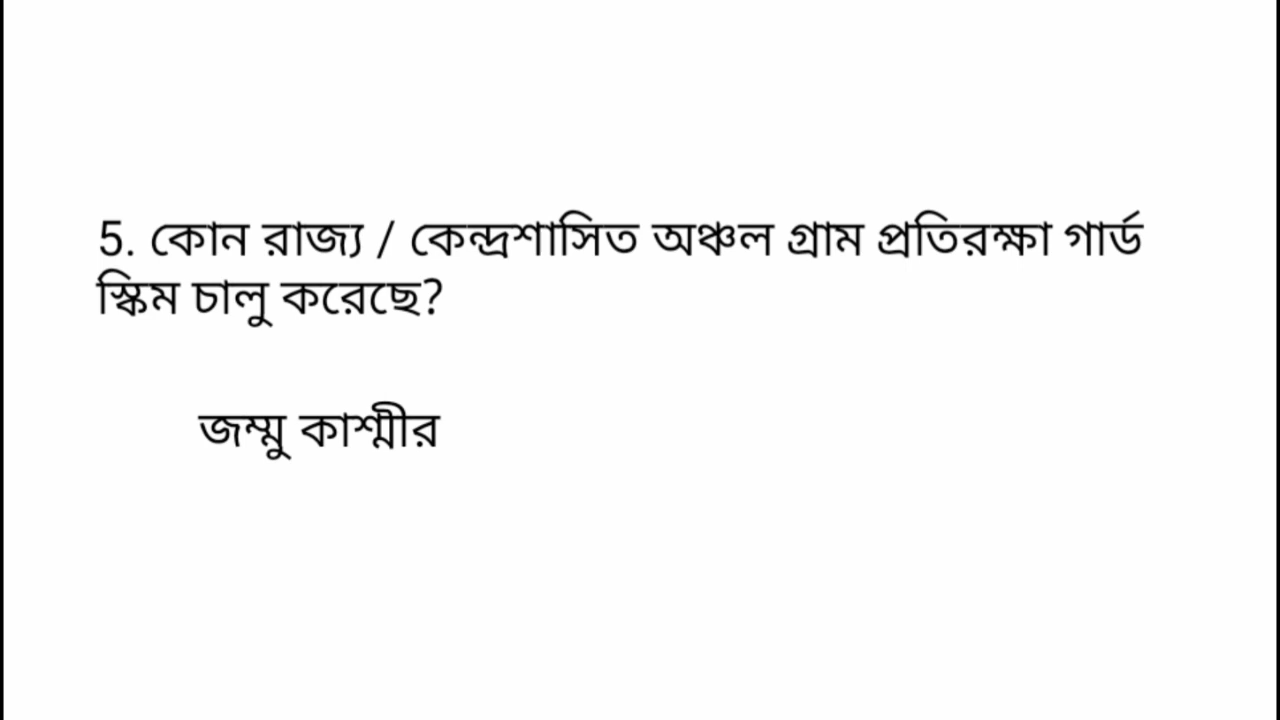 5. কোন রাজ্য / কেন্দ্রশাসিত অঞ্চল গ্রাম প্রতিরক্ষা গার্ড
স্কিম চালু করেছে?
জম্মু কাশ্মীর